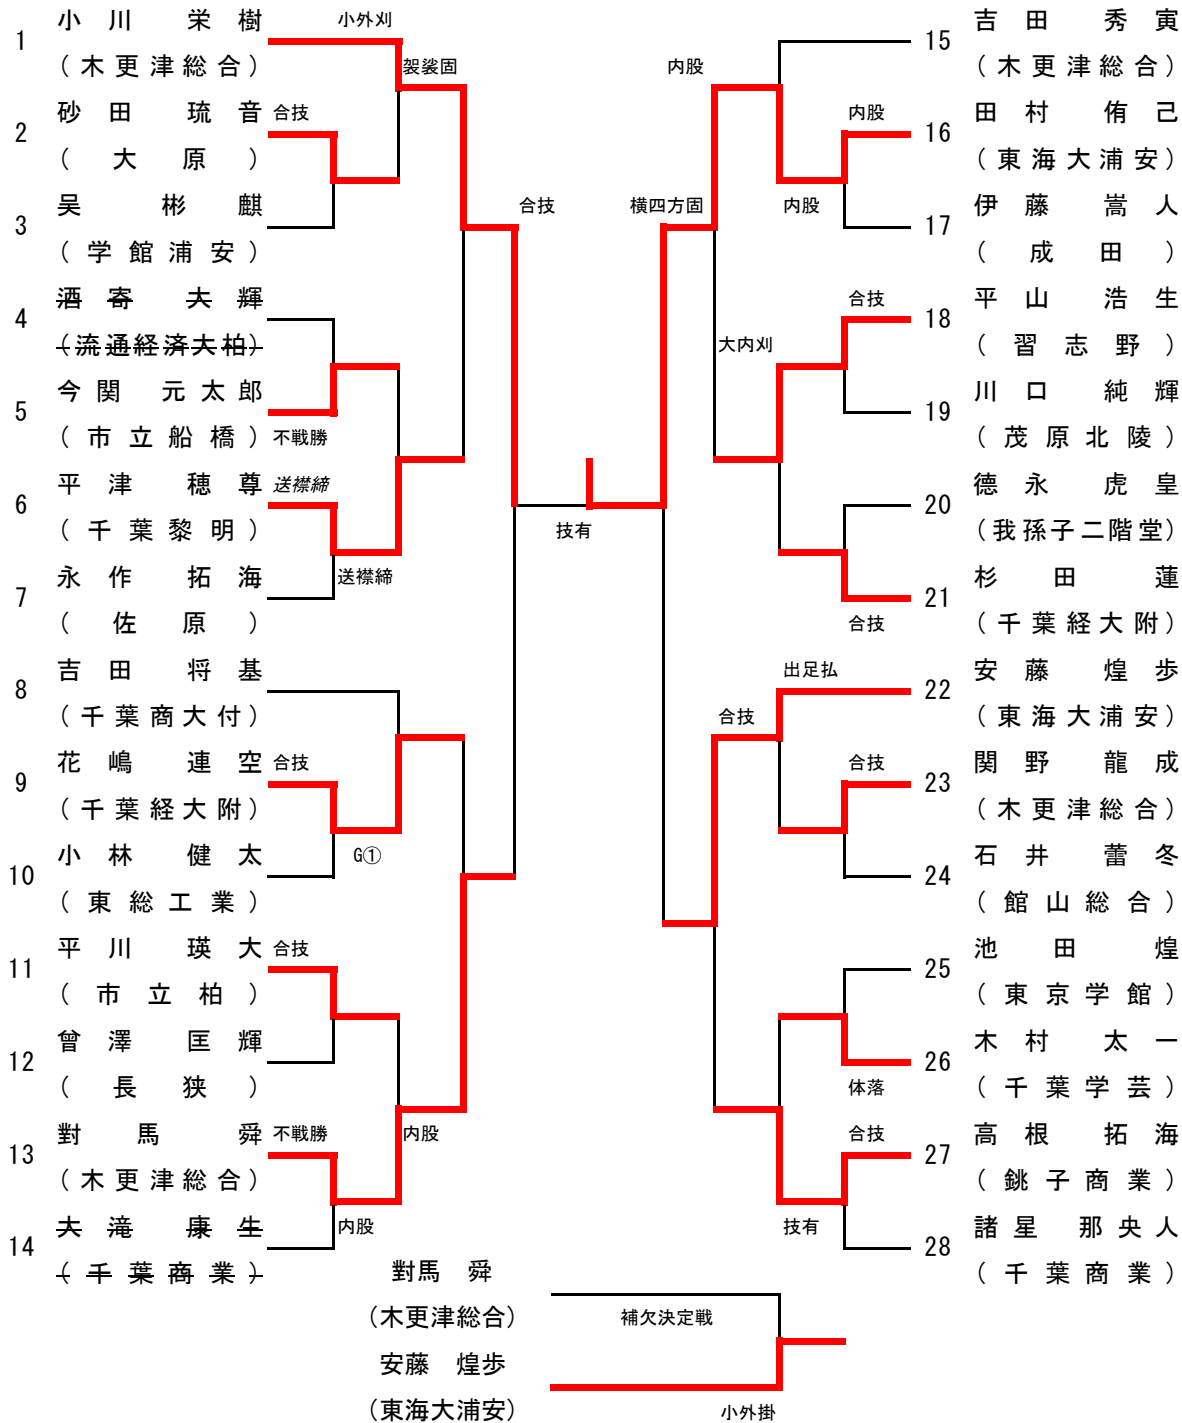 1 小川 栄樹 小外刈
(木更津総合) 袈裟固
2 砂田 琉音 合技
(大原)
3 吴 彬麒 合技
(学館浦安)
4 酒寄 大輝
(流通経済大柏)
5 今関 元太郎
(市立船橋) 不戦勝
6 平津 穂尊 送襟締
(千葉黎明)
7 永作 拓海 送襟締
(佐原)
8 吉田 将基
(千葉商大付)
9 花嶋 連空 合技
(千葉経大附)
10 小林 健太 G①
(東総工業)
11 平川 瑛大 合技
(市立柏)
12 曾澤 匡輝
(長狭)
13 對馬 舜 不戦勝 内股
(木更津総合)
14 大滝 康生 内股
(千葉商業)
技有
15 吉田 秀寅
(木更津総合) 内股
16 田村 侑己 内股
(東海大浦安)
17 伊藤 嵩人 内股 横四方固
(成田)
18 平山 浩生 合技
(習志野) 大内刈
19 川口 純輝
(茂原北陵)
20 德永 虎皇
(我孫子二階堂)
21 杉田 蓮
(千葉経大附) 合技
22 安藤 煌歩 出足払
(東海大浦安) 合技
23 関野 龍成 合技
(木更津総合)
24 石井 蕾冬
(館山総合)
25 池田 煌
(東京学館)
26 木村 太一
(千葉学芸) 体落
27 高根 拓海 合技
(銚子商業)
28 諸星 那央人 技有
(千葉商業)
對馬 舜
(木更津総合) 補欠決定戦
安藤 煌歩
(東海大浦安) 小外掛